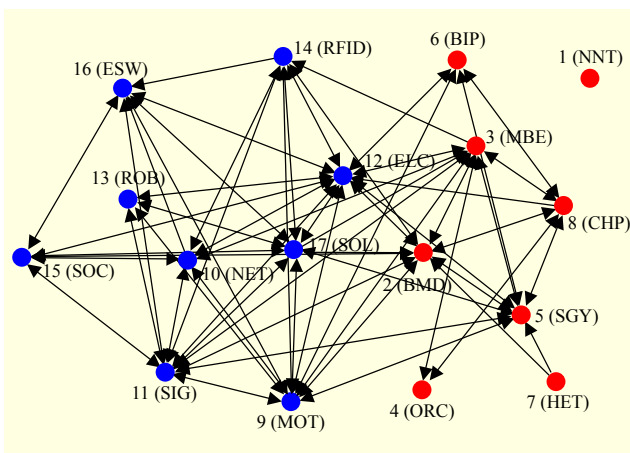 6 (BIP)
14 (RFID)
1 (NNT)
16 (ESW)
3 (MBE)
12 (ELC)
13 (ROB)
8 (CHP)
17 (SOL)
15 (SOC)
10 (NET)
2 (BMD)
5 (SGY)
11 (SIG)
7 (HET)
4 (ORC)
9 (MOT)